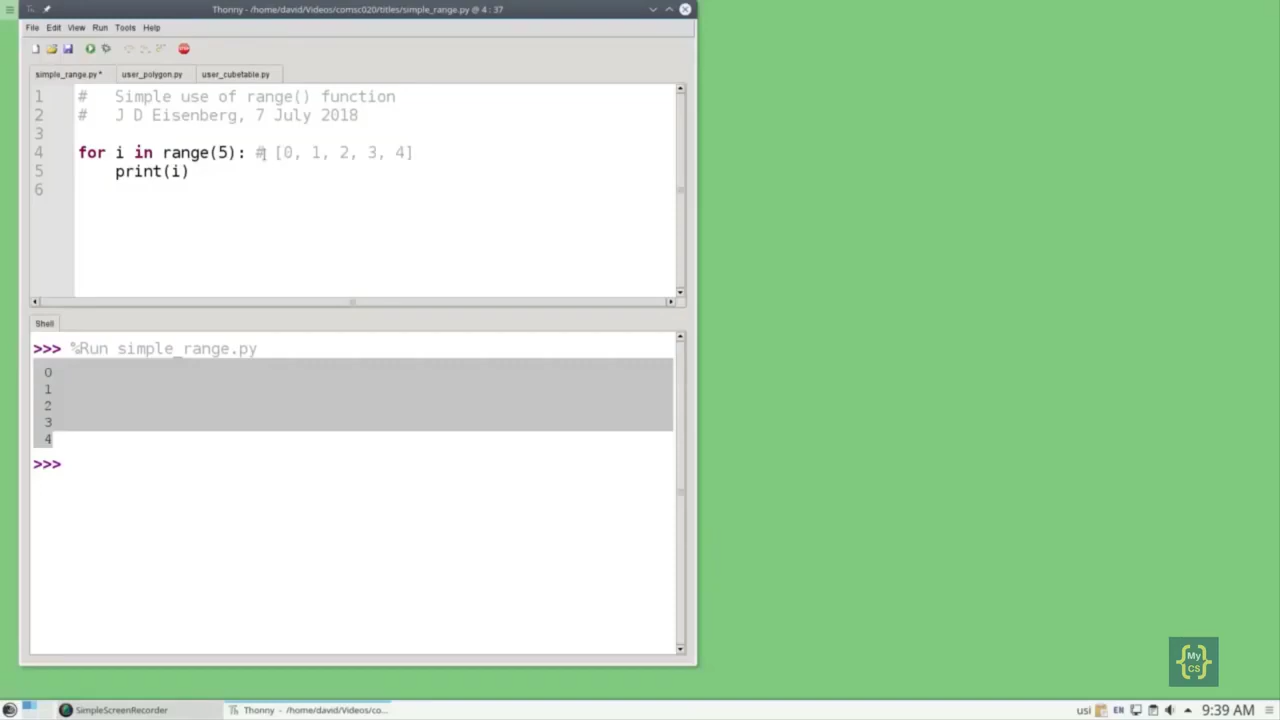 Thonny - /home/david/Videos/comsc020/titles/simple_range.py @ 4 : 37
File Edit View Run Tools Help
simple_range.py * user_polygon.py user_cubetable.py
1 # Simple use of range() function
2 # J D Eisenberg, 7 July 2018
3
4 for i in range(5): # [0, 1, 2, 3, 4]
5 print(i)
6
Shell
>>> %Run simple_range.py
0
1
2
3
4
>>>
My
CS
SimpleScreenRecorder Thonny - /home/david/Videos/co... usi EN 9:39 AM